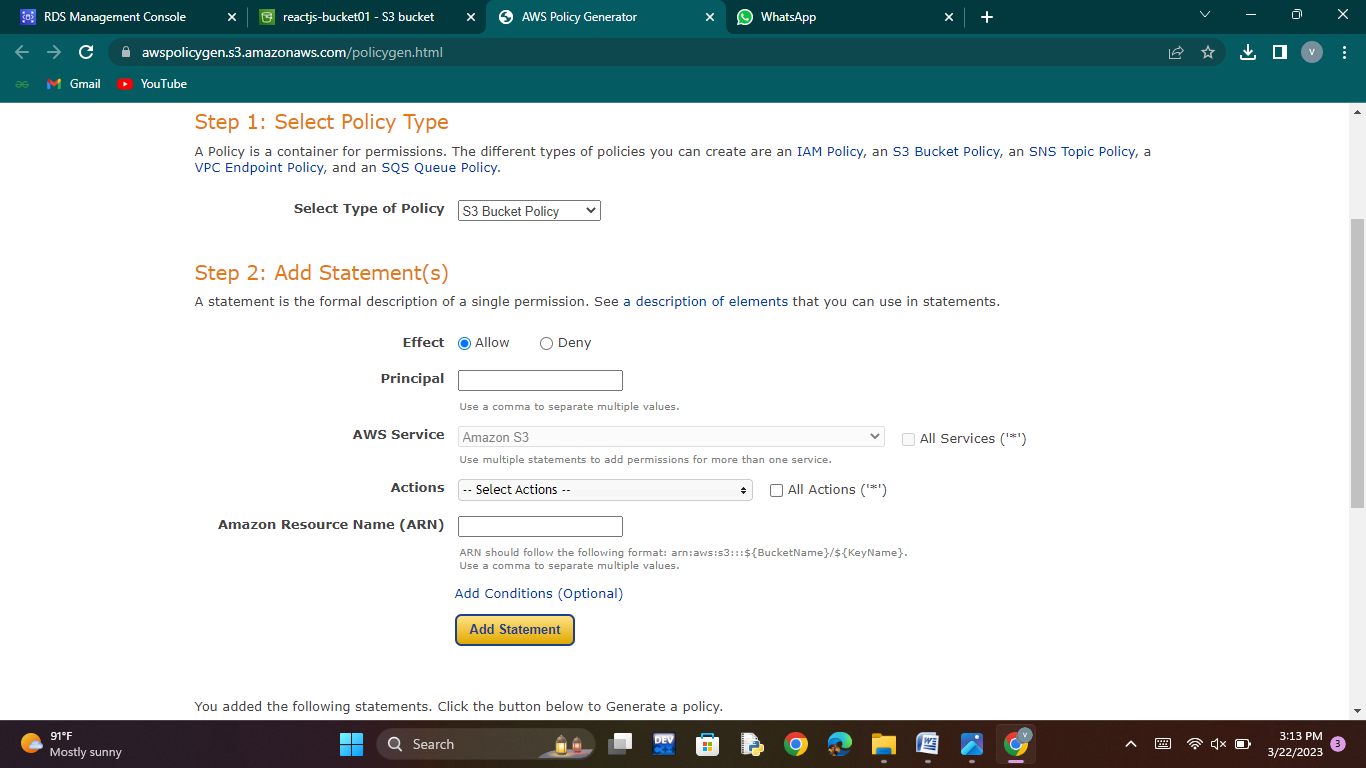 RDS Management Console
reactjs-bucket01 - S3 bucket
AWS Policy Generator
WhatsApp
awspolicygen.s3.amazonaws.com/policygen.html
V
Gmail
YouTube
Step 1: Select Policy Type
A Policy is a container for permissions. The different types of policies you can create are an IAM Policy, an S3 Bucket Policy, an SNS Topic Policy, a
VPC Endpoint Policy, and an SQS Queue Policy.
Select Type of Policy S3 Bucket Policy
Step 2: Add Statement(s)
A statement is the formal description of a single permission. See a description of elements that you can use in statements.
Effect Allow Deny
Principal
Use a comma to separate multiple values.
AWS Service Amazon S3 All Services ('*')
Use multiple statements to add permissions for more than one service.
Actions -- Select Actions -- All Actions ('*')
Amazon Resource Name (ARN)
ARN should follow the following format: arn:aws:s3:::${BucketName}/${KeyName}.
Use a comma to separate multiple values.
Add Conditions (Optional)
Add Statement
You added the following statements. Click the button below to Generate a policy.
91°F
Mostly sunny
Search
DEV
V
3:13 PM
3/22/2023
3